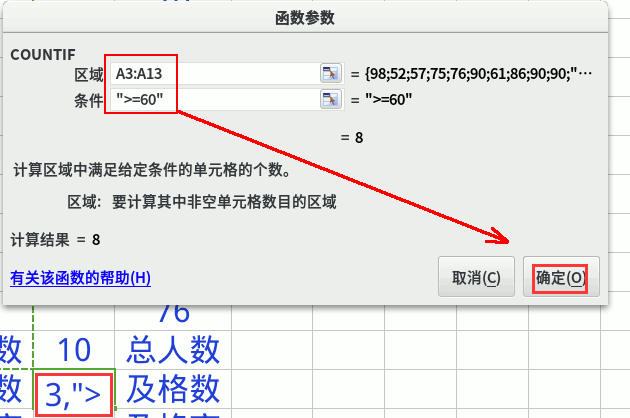 函数参数
COUNTIF
区域 A3:A13 = {98;52;57;75;76;90;61;86;90;90;"…
条件 ">=60" = ">=60"
= 8
计算区域中满足给定条件的单元格的个数。
区域: 要计算其中非空单元格数目的区域
计算结果 = 8
有关该函数的帮助(H) 取消(C) 确定(O)
76
数 10 总人数
数 3,"> 及格数